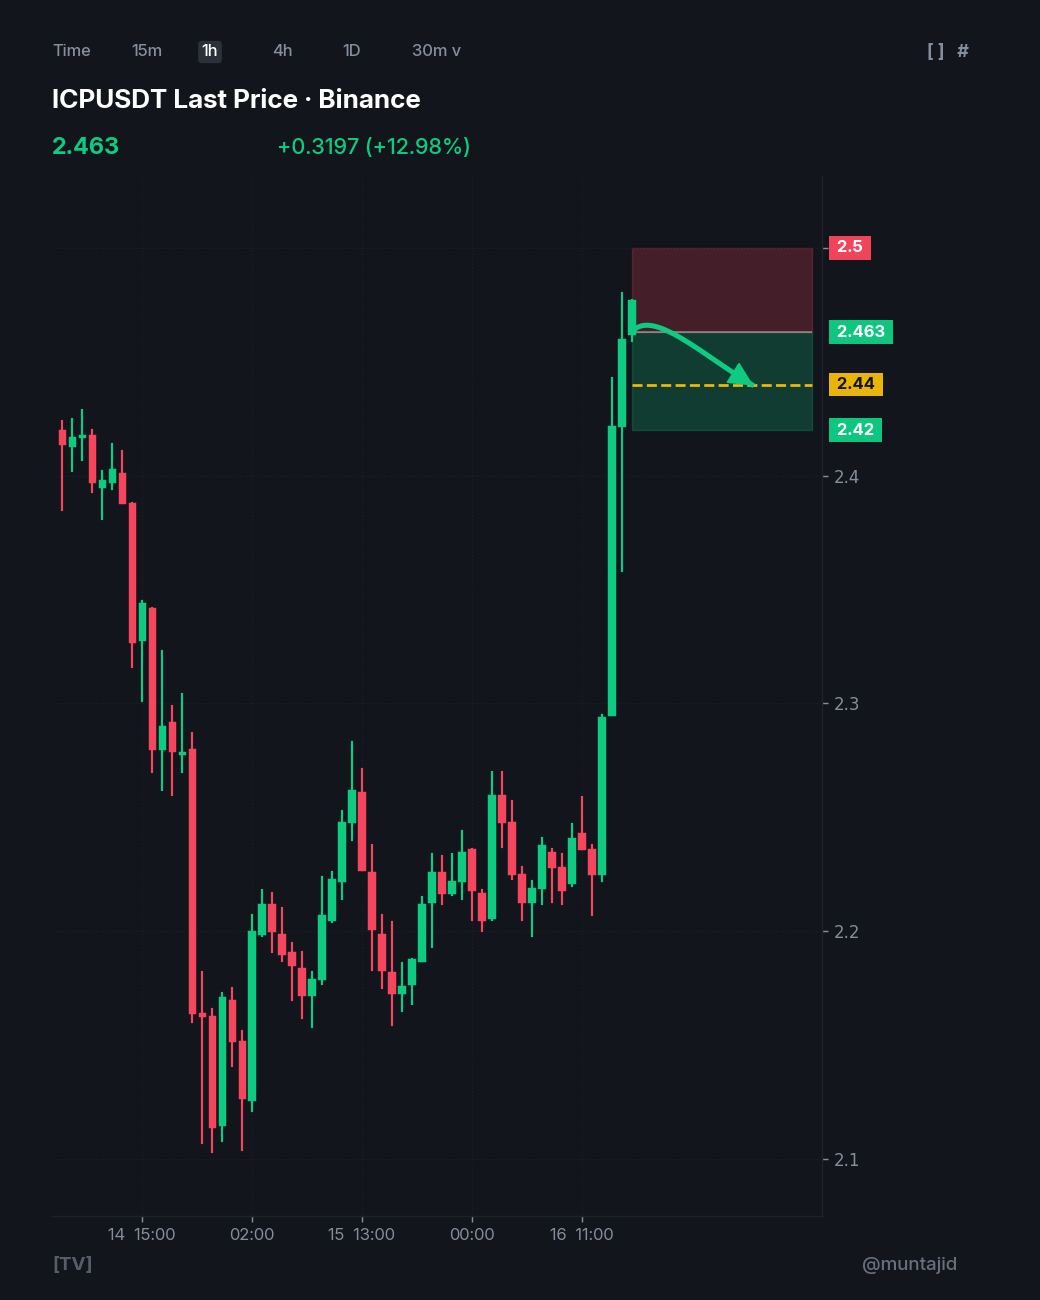 Time 15m 1h 4h 1D 30m v [ ] #
ICPUSDT Last Price · Binance
2.463 +0.3197 (+12.98%)
2.5
2.463
2.44
2.42
2.4
2.3
2.2
2.1
14 15:00 02:00 15 13:00 00:00 16 11:00
[TV] @muntajid